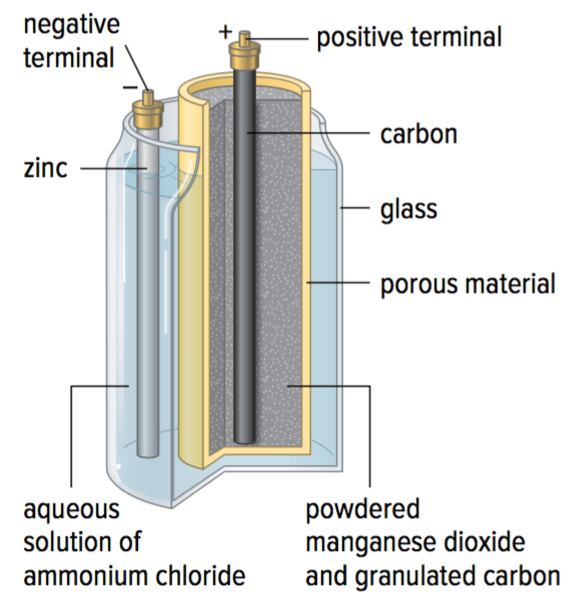 negative
terminal
+
positive terminal
−
carbon
zinc
glass
porous material
aqueous
solution of
ammonium chloride
powdered
manganese dioxide
and granulated carbon